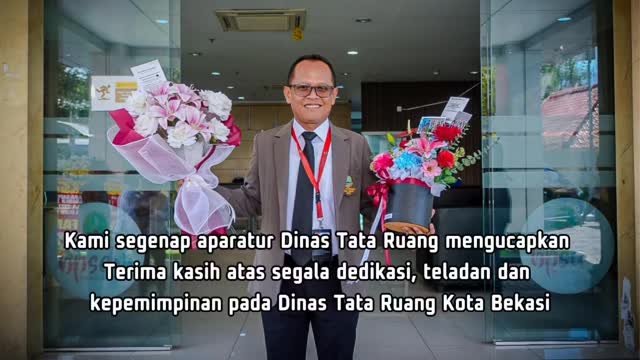 Kami segenap aparatur Dinas Tata Ruang mengucapkan
Terima kasih atas segala dedikasi, teladan dan
kepemimpinan pada Dinas Tata Ruang Kota Bekasi